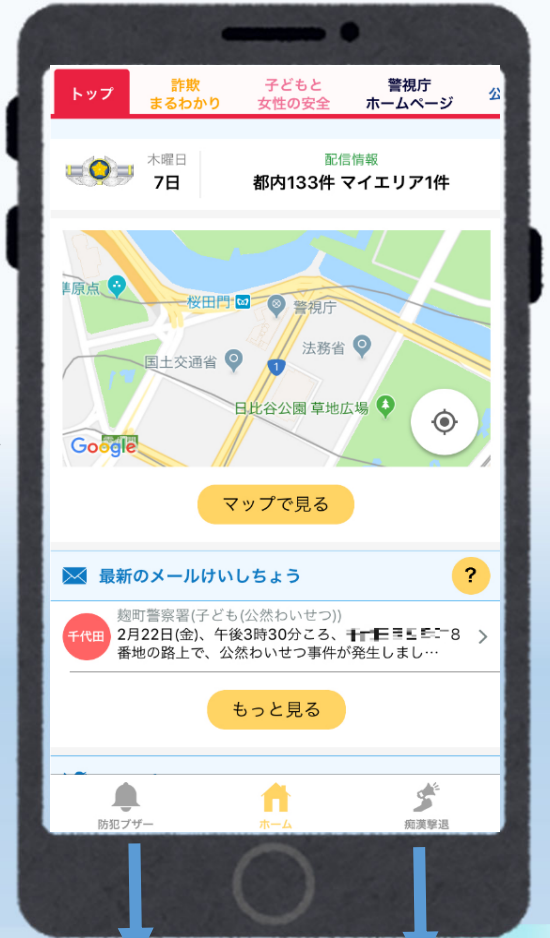 トップ
詐欺
まるわかり
子どもと
女性の安全
警視庁
ホームページ
公
木曜日
7日
配信情報
都内133件 マイエリア1件
準原点
桜田門
警視庁
国土交通省
法務省
1
日比谷公園 草地広場
Google
マップで見る
最新のメールけいしちょう
?
千代田
麹町警察署(子ども(公然わいせつ))
2月22日(金)、午後3時30分ころ、
8
番地の路上で、公然わいせつ事件が発生しまし…
もっと見る
防犯ブザー
ホーム
痴漢撃退